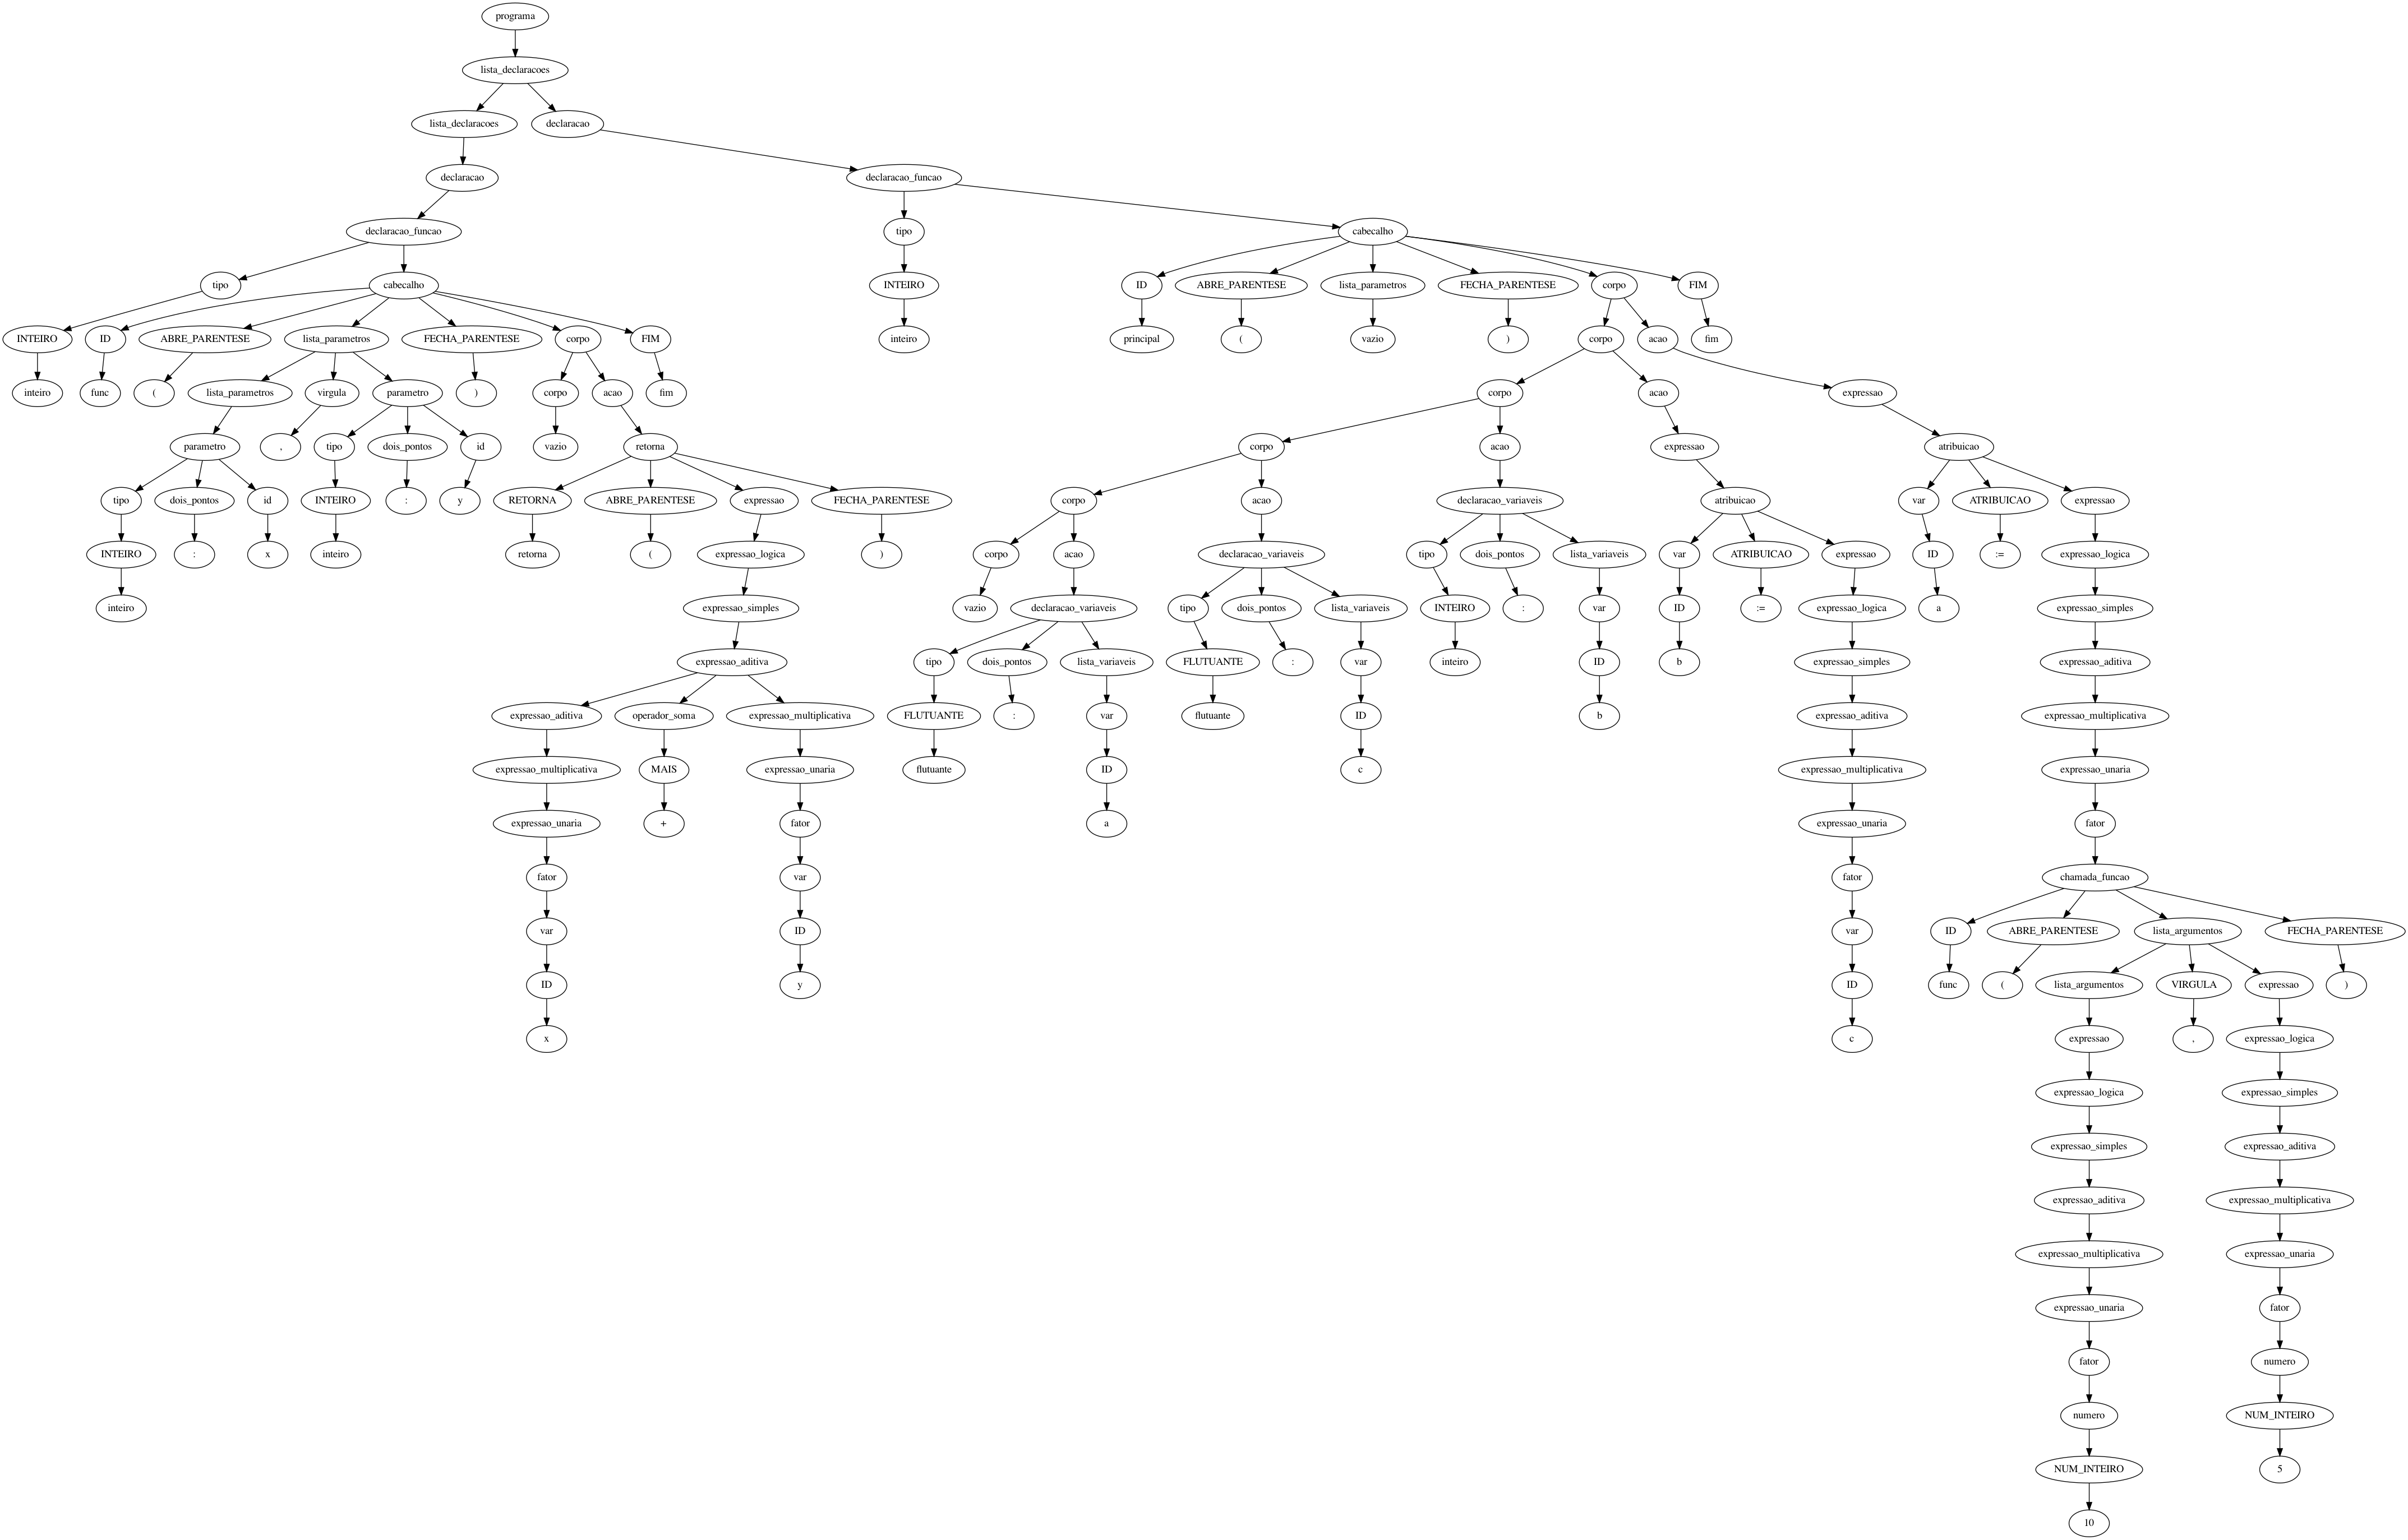 programa
lista_declaracoes
lista_declaracoes declaracao
declaracao declaracao_funcao
declaracao_funcao tipo cabecalho
tipo cabecalho INTEIRO ID ABRE_PARENTESE lista_parametros FECHA_PARENTESE corpo FIM
INTEIRO ID ABRE_PARENTESE lista_parametros FECHA_PARENTESE corpo FIM inteiro principal ( vazio ) corpo acao fim
inteiro func ( lista_parametros virgula parametro ) corpo acao fim corpo acao expressao
parametro , tipo dois_pontos id vazio retorna corpo acao expressao atribuicao
tipo dois_pontos id INTEIRO : y RETORNA ABRE_PARENTESE expressao FECHA_PARENTESE corpo acao declaracao_variaveis atribuicao var ATRIBUICAO expressao
INTEIRO : x inteiro retorna ( expressao_logica ) corpo acao declaracao_variaveis tipo dois_pontos lista_variaveis var ATRIBUICAO expressao ID := expressao_logica
inteiro expressao_simples vazio declaracao_variaveis tipo dois_pontos lista_variaveis INTEIRO : var ID := expressao_logica a expressao_simples
expressao_aditiva tipo dois_pontos lista_variaveis FLUTUANTE : var inteiro ID b expressao_simples expressao_aditiva
expressao_aditiva operador_soma expressao_multiplicativa FLUTUANTE : var flutuante ID b expressao_aditiva expressao_multiplicativa
expressao_multiplicativa MAIS expressao_unaria flutuante ID c expressao_multiplicativa expressao_unaria
expressao_unaria + fator a expressao_unaria fator
fator var fator chamada_funcao
var ID var ID ABRE_PARENTESE lista_argumentos FECHA_PARENTESE
ID y ID func ( lista_argumentos VIRGULA expressao )
x c expressao , expressao_logica
expressao_logica expressao_simples
expressao_simples expressao_aditiva
expressao_aditiva expressao_multiplicativa
expressao_multiplicativa expressao_unaria
expressao_unaria fator
fator numero
numero NUM_INTEIRO
NUM_INTEIRO 5
10